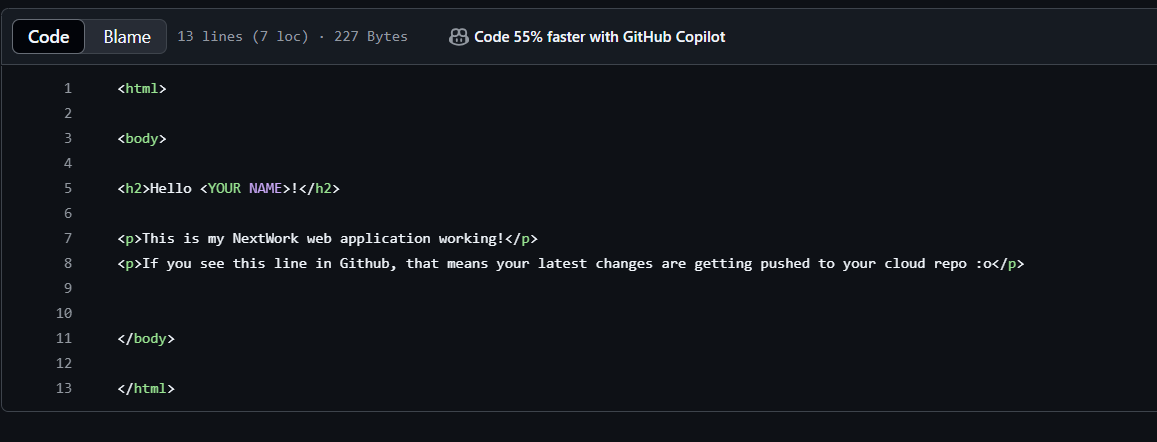 Code Blame 13 lines (7 loc) · 227 Bytes Code 55% faster with GitHub Copilot
1 <html>
2
3 <body>
4
5 <h2>Hello <YOUR NAME>!</h2>
6
7 <p>This is my NextWork web application working!</p>
8 <p>If you see this line in Github, that means your latest changes are getting pushed to your cloud repo :o</p>
9
10
11 </body>
12
13 </html>